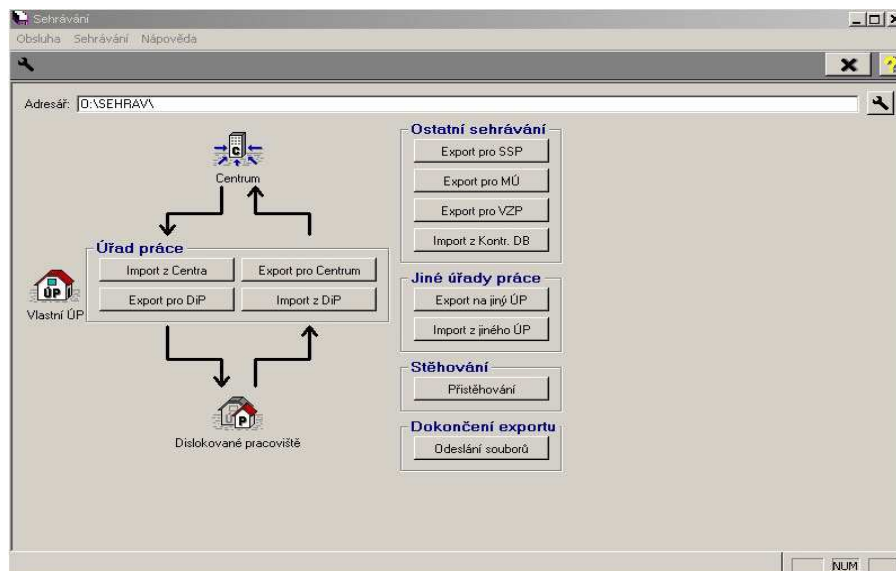 Sehrávání
Obsluha Sehrávání Nápověda
Adresář: O:\SEHRAV\
C
Centrum
Úřad práce
Import z Centra Export pro Centrum
Export pro DiP Import z DiP
ÚP
Vlastní ÚP
P
Dislokované pracoviště
Ostatní sehrávání
Export pro SSP
Export pro MÚ
Export pro VZP
Import z Kontr. DB
Jiné úřady práce
Export na jiný ÚP
Import z jiného ÚP
Stěhování
Přistěhování
Dokončení exportu
Odeslání souborů
NUM